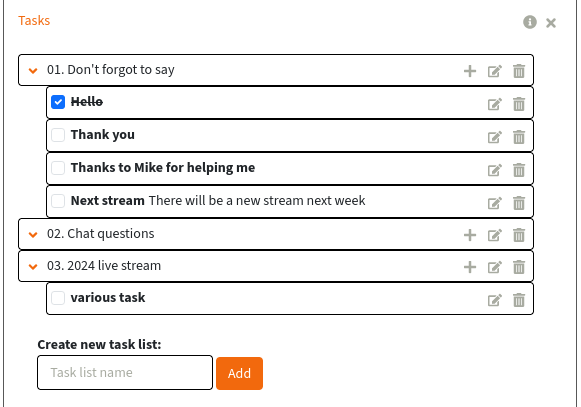 Tasks
01. Don't forgot to say
Hello
Thank you
Thanks to Mike for helping me
Next stream There will be a new stream next week
02. Chat questions
03. 2024 live stream
various task
Create new task list:
Task list name
Add